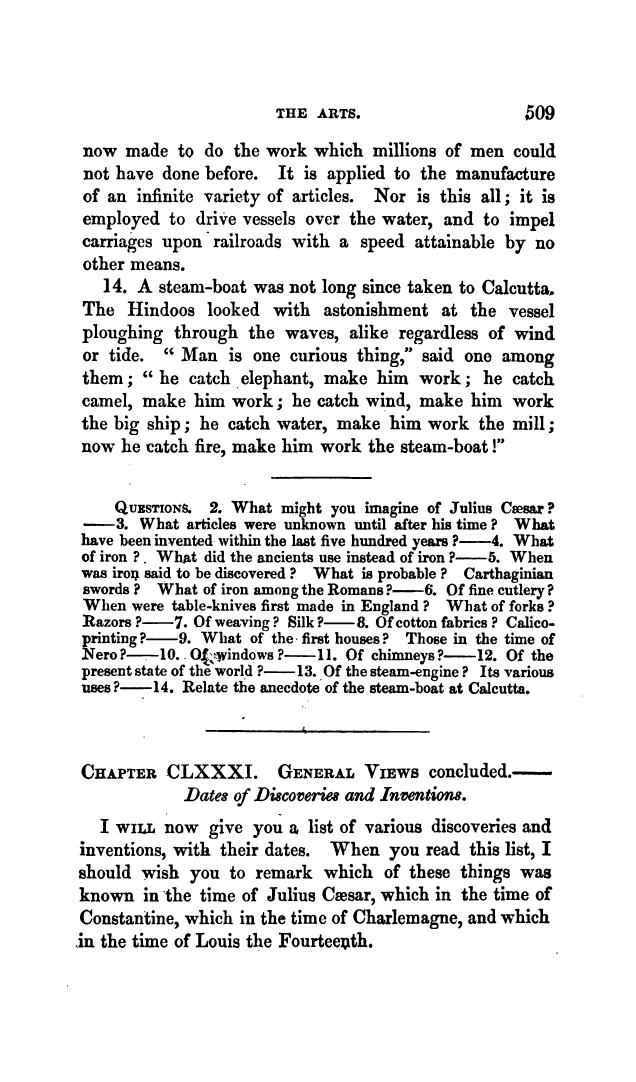 THE ARTS. 509
now made to do the work which millions of men could
not have done before. It is applied to the manufacture
of an infinite variety of articles. Nor is this all; it is
employed to drive vessels over the water, and to impel
carriages upon railroads with a speed attainable by no
other means.
14. A steam-boat was not long since taken to Calcutta.
The Hindoos looked with astonishment at the vessel
ploughing through the waves, alike regardless of wind
or tide. “ Man is one curious thing,” said one among
them; “ he catch elephant, make him work; he catch
camel, make him work; he catch wind, make him work
the big ship; he catch water, make him work the mill;
now he catch fire, make him work the steam-boat!”
QUESTIONS. 2. What might you imagine of Julius Cæsar?
——3. What articles were unknown until after his time? What
have been invented within the last five hundred years?——4. What
of iron? What did the ancients use instead of iron?——5. When
was iron said to be discovered? What is probable? Carthaginian
swords? What of iron among the Romans?——6. Of fine cutlery?
When were table-knives first made in England? What of forks?
Razors?——7. Of weaving? Silk?——8. Of cotton fabrics? Calico-
printing?——9. What of the first houses? Those in the time of
Nero?——10. Of windows?——11. Of chimneys?——12. Of the
present state of the world?——13. Of the steam-engine? Its various
uses?——14. Relate the anecdote of the steam-boat at Calcutta.
CHAPTER CLXXXI. GENERAL VIEWS concluded.——
Dates of Discoveries and Inventions.
I WILL now give you a list of various discoveries and
inventions, with their dates. When you read this list, I
should wish you to remark which of these things was
known in the time of Julius Cæsar, which in the time of
Constantine, which in the time of Charlemagne, and which
in the time of Louis the Fourteenth.